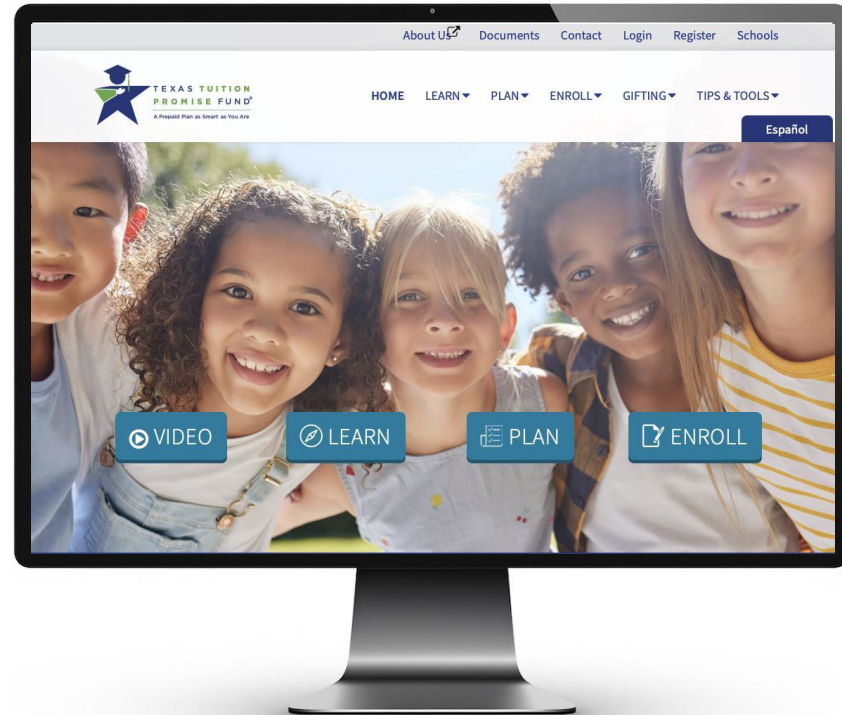 About Us Documents Contact Login Register Schools
TEXAS TUITION
PROMISE FUND®
A Prepaid Plan as Smart as You Are
HOME LEARN PLAN ENROLL GIFTING TIPS & TOOLS
Español
VIDEO LEARN PLAN ENROLL